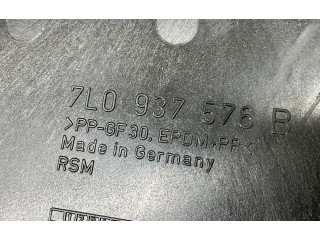 7L0 937 576 B
>PP-GF30.EPDM+PP<
Made in Germany
RSM